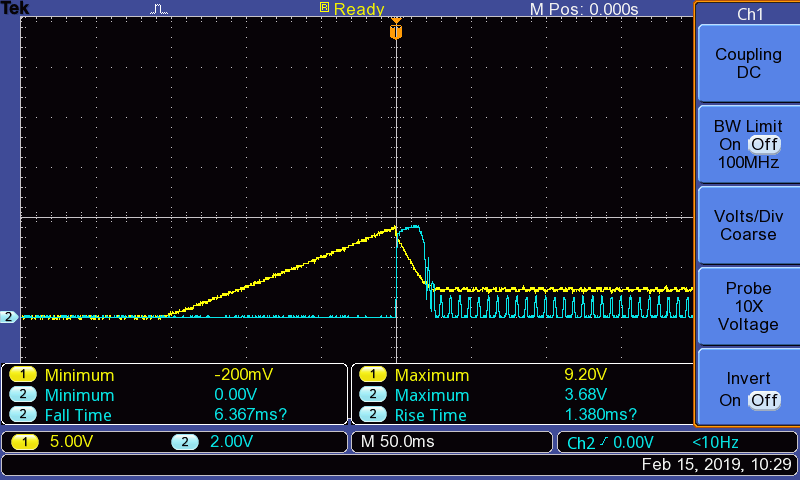 Tek R Ready M Pos: 0.000s Ch1
T
Coupling
DC
BW Limit
On Off
100MHz
Volts/Div
Coarse
Probe
10X
Voltage
Invert
On Off
2
1 Minimum -200mV 1 Maximum 9.20V
2 Minimum 0.00V 2 Maximum 3.68V
2 Fall Time 6.367ms? 2 Rise Time 1.380ms?
1 5.00V 2 2.00V M 50.0ms Ch2 0.00V <10Hz
Feb 15, 2019, 10:29